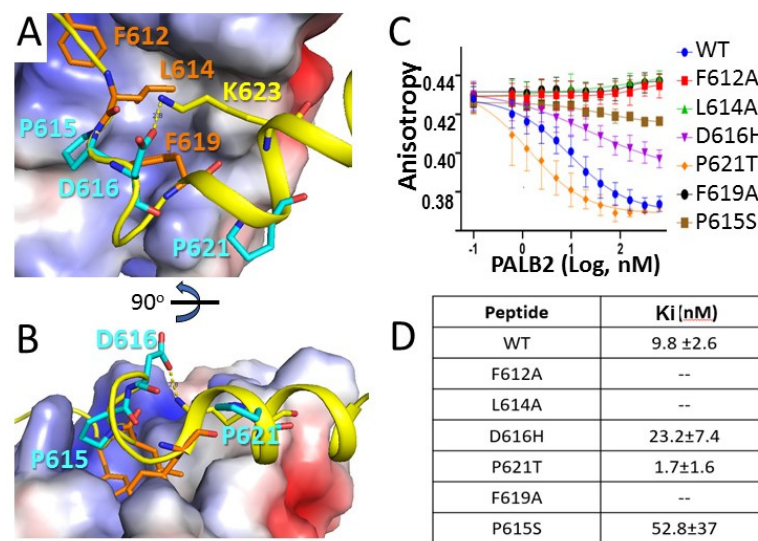 A
F612
L614
K623
P615
F619
D616
P621
90°
B
D616
P615
P621
C
Anisotropy
0.44
0.42
0.40
0.38
-1
0
1
2
PALB2 (Log, nM)
WT
F612A
L614A
D616H
P621T
F619A
P615S
D
Peptide Ki (nM)
WT 9.8 ±2.6
F612A --
L614A --
D616H 23.2±7.4
P621T 1.7±1.6
F619A --
P615S 52.8±37